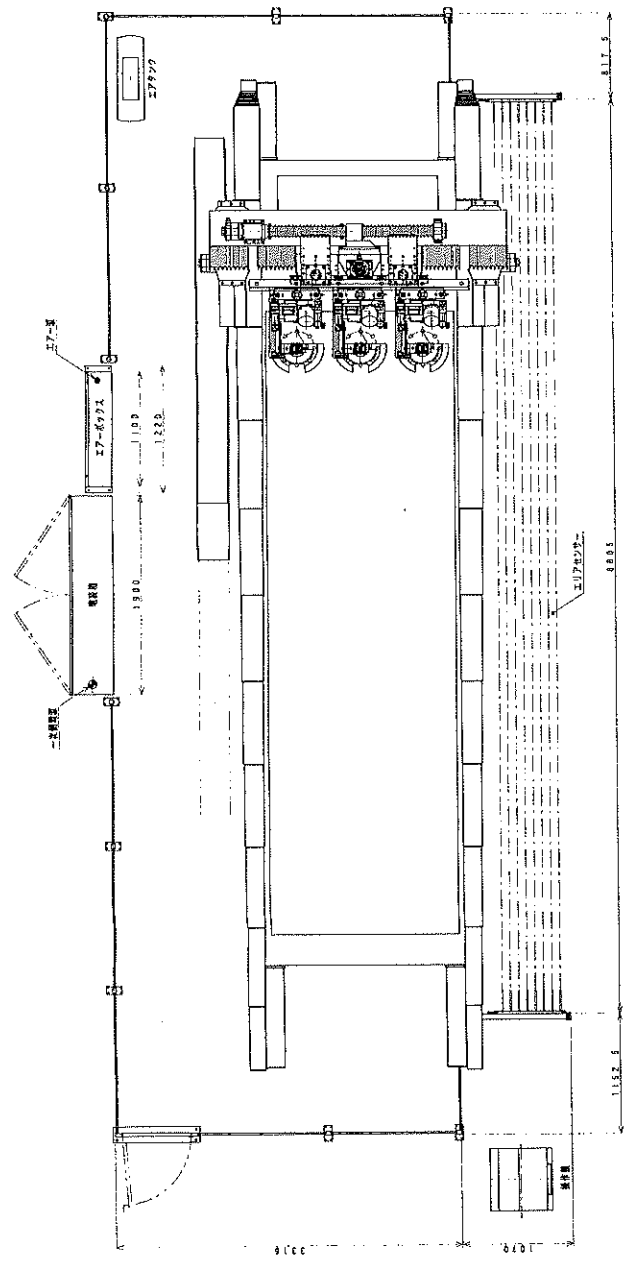 エアタンク
817.5
エアー源
エアーボックス
1100
1220
電装箱
1900
一次側電源
8805
エリアセンサー
1152.5
操作盤
3316
1070